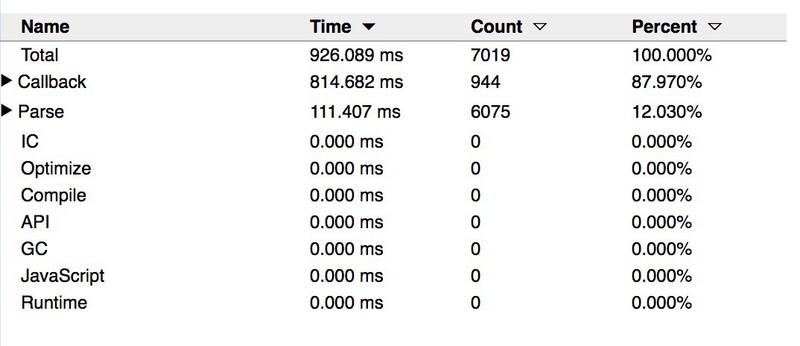 Name Time Count Percent
Total 926.089 ms 7019 100.000%
Callback 814.682 ms 944 87.970%
Parse 111.407 ms 6075 12.030%
IC 0.000 ms 0 0.000%
Optimize 0.000 ms 0 0.000%
Compile 0.000 ms 0 0.000%
API 0.000 ms 0 0.000%
GC 0.000 ms 0 0.000%
JavaScript 0.000 ms 0 0.000%
Runtime 0.000 ms 0 0.000%